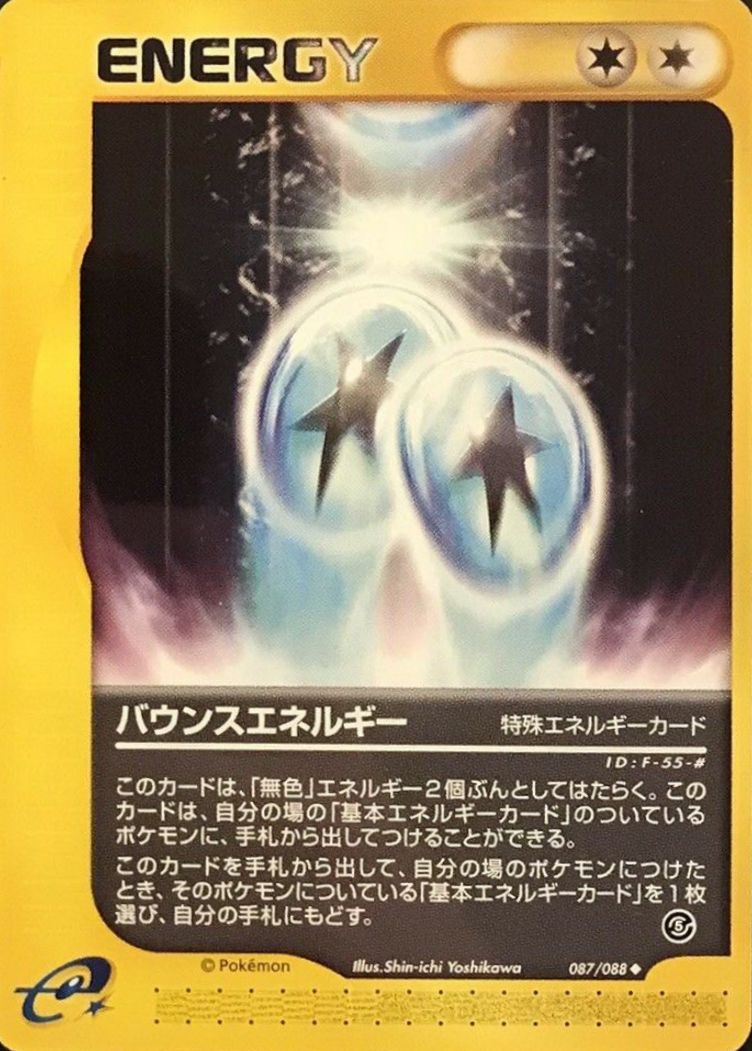 ENERGY
バウンスエネルギー
特殊エネルギーカード
ID:F-55-#
このカードは、「無色」エネルギー2個ぶんとしてはたらく。この
カードは、自分の場の「基本エネルギーカード」のついている
ポケモンに、手札から出してつけることができる。
このカードを手札から出して、自分の場のポケモンにつけた
とき、そのポケモンについている「基本エネルギーカード」を1枚
選び、自分の手札にもどす。
5
e
©Pokémon
Illus.Shin-ichi Yoshikawa
087/088◆